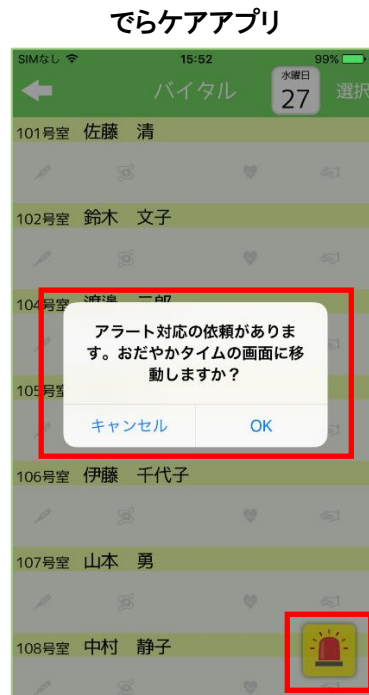 でらケアアプリ
SIMなし 15:52 99%
バイタル 水曜日 27 選択
101号室 佐藤 清
102号室 鈴木 文子
104号室
アラート対応の依頼がありま
す。おだやかタイムの画面に移
動しますか？
105号室
キャンセル OK
106号室 伊藤 千代子
107号室 山本 勇
108号室 中村 静子